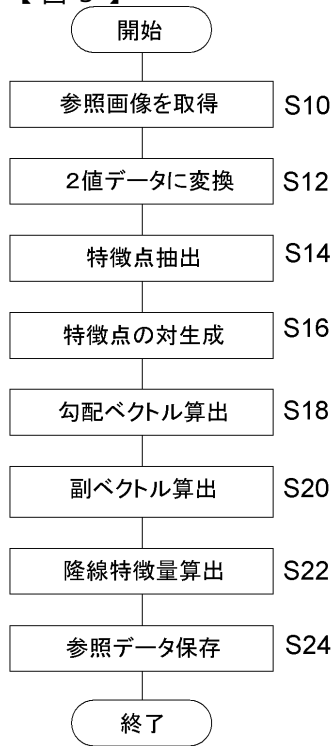 開始
参照画像を取得 S10
2値データに変換 S12
特徴点抽出 S14
特徴点の対生成 S16
勾配ベクトル算出 S18
副ベクトル算出 S20
隆線特徴量算出 S22
参照データ保存 S24
終了